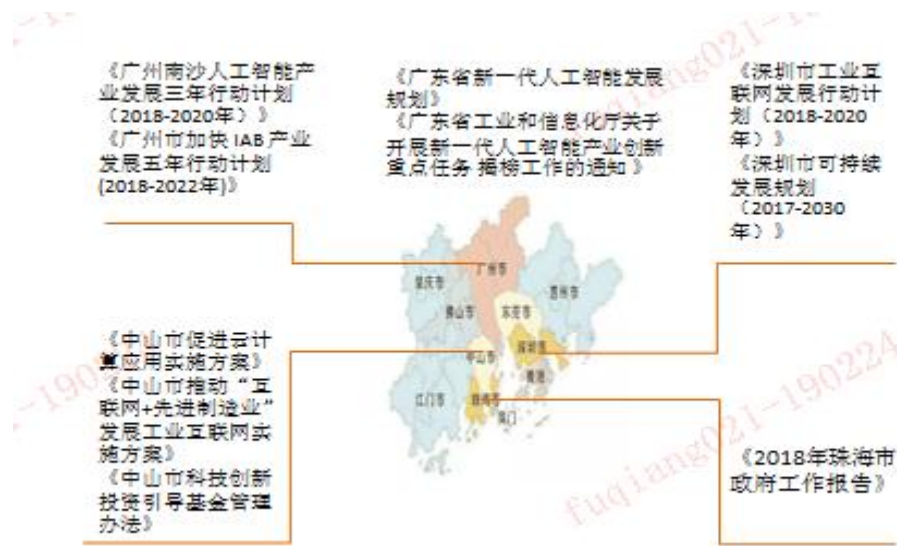 《广州南沙人工智能产
业发展三年行动计划
（2018-2020年）》
《广州市加快 IAB 产业
发展五年行动计划
(2018-2022年)》
《广东省新一代人工智能发展
规划》
《广东省工业和信息化厅关于
开展新一代人工智能产业创新
重点任务 揭榜工作的通知 》
《深圳市工业互
联网发展行动计
划（2018-2020
年）》
《深圳市可持续
发展规划
（2017-2030
年）》
广州市
肇庆市
惠州市
佛山市
东莞市
深圳市
中山市
香港
江门市
珠海市
澳门
《中山市促进云计
算应用实施方案》
《中山市推动“互
联网+先进制造业”
发展工业互联网实
施方案》
《中山市科技创新
投资引导基金管理
办法》
《2018年珠海市
政府工作报告》
fuqiang021-190224